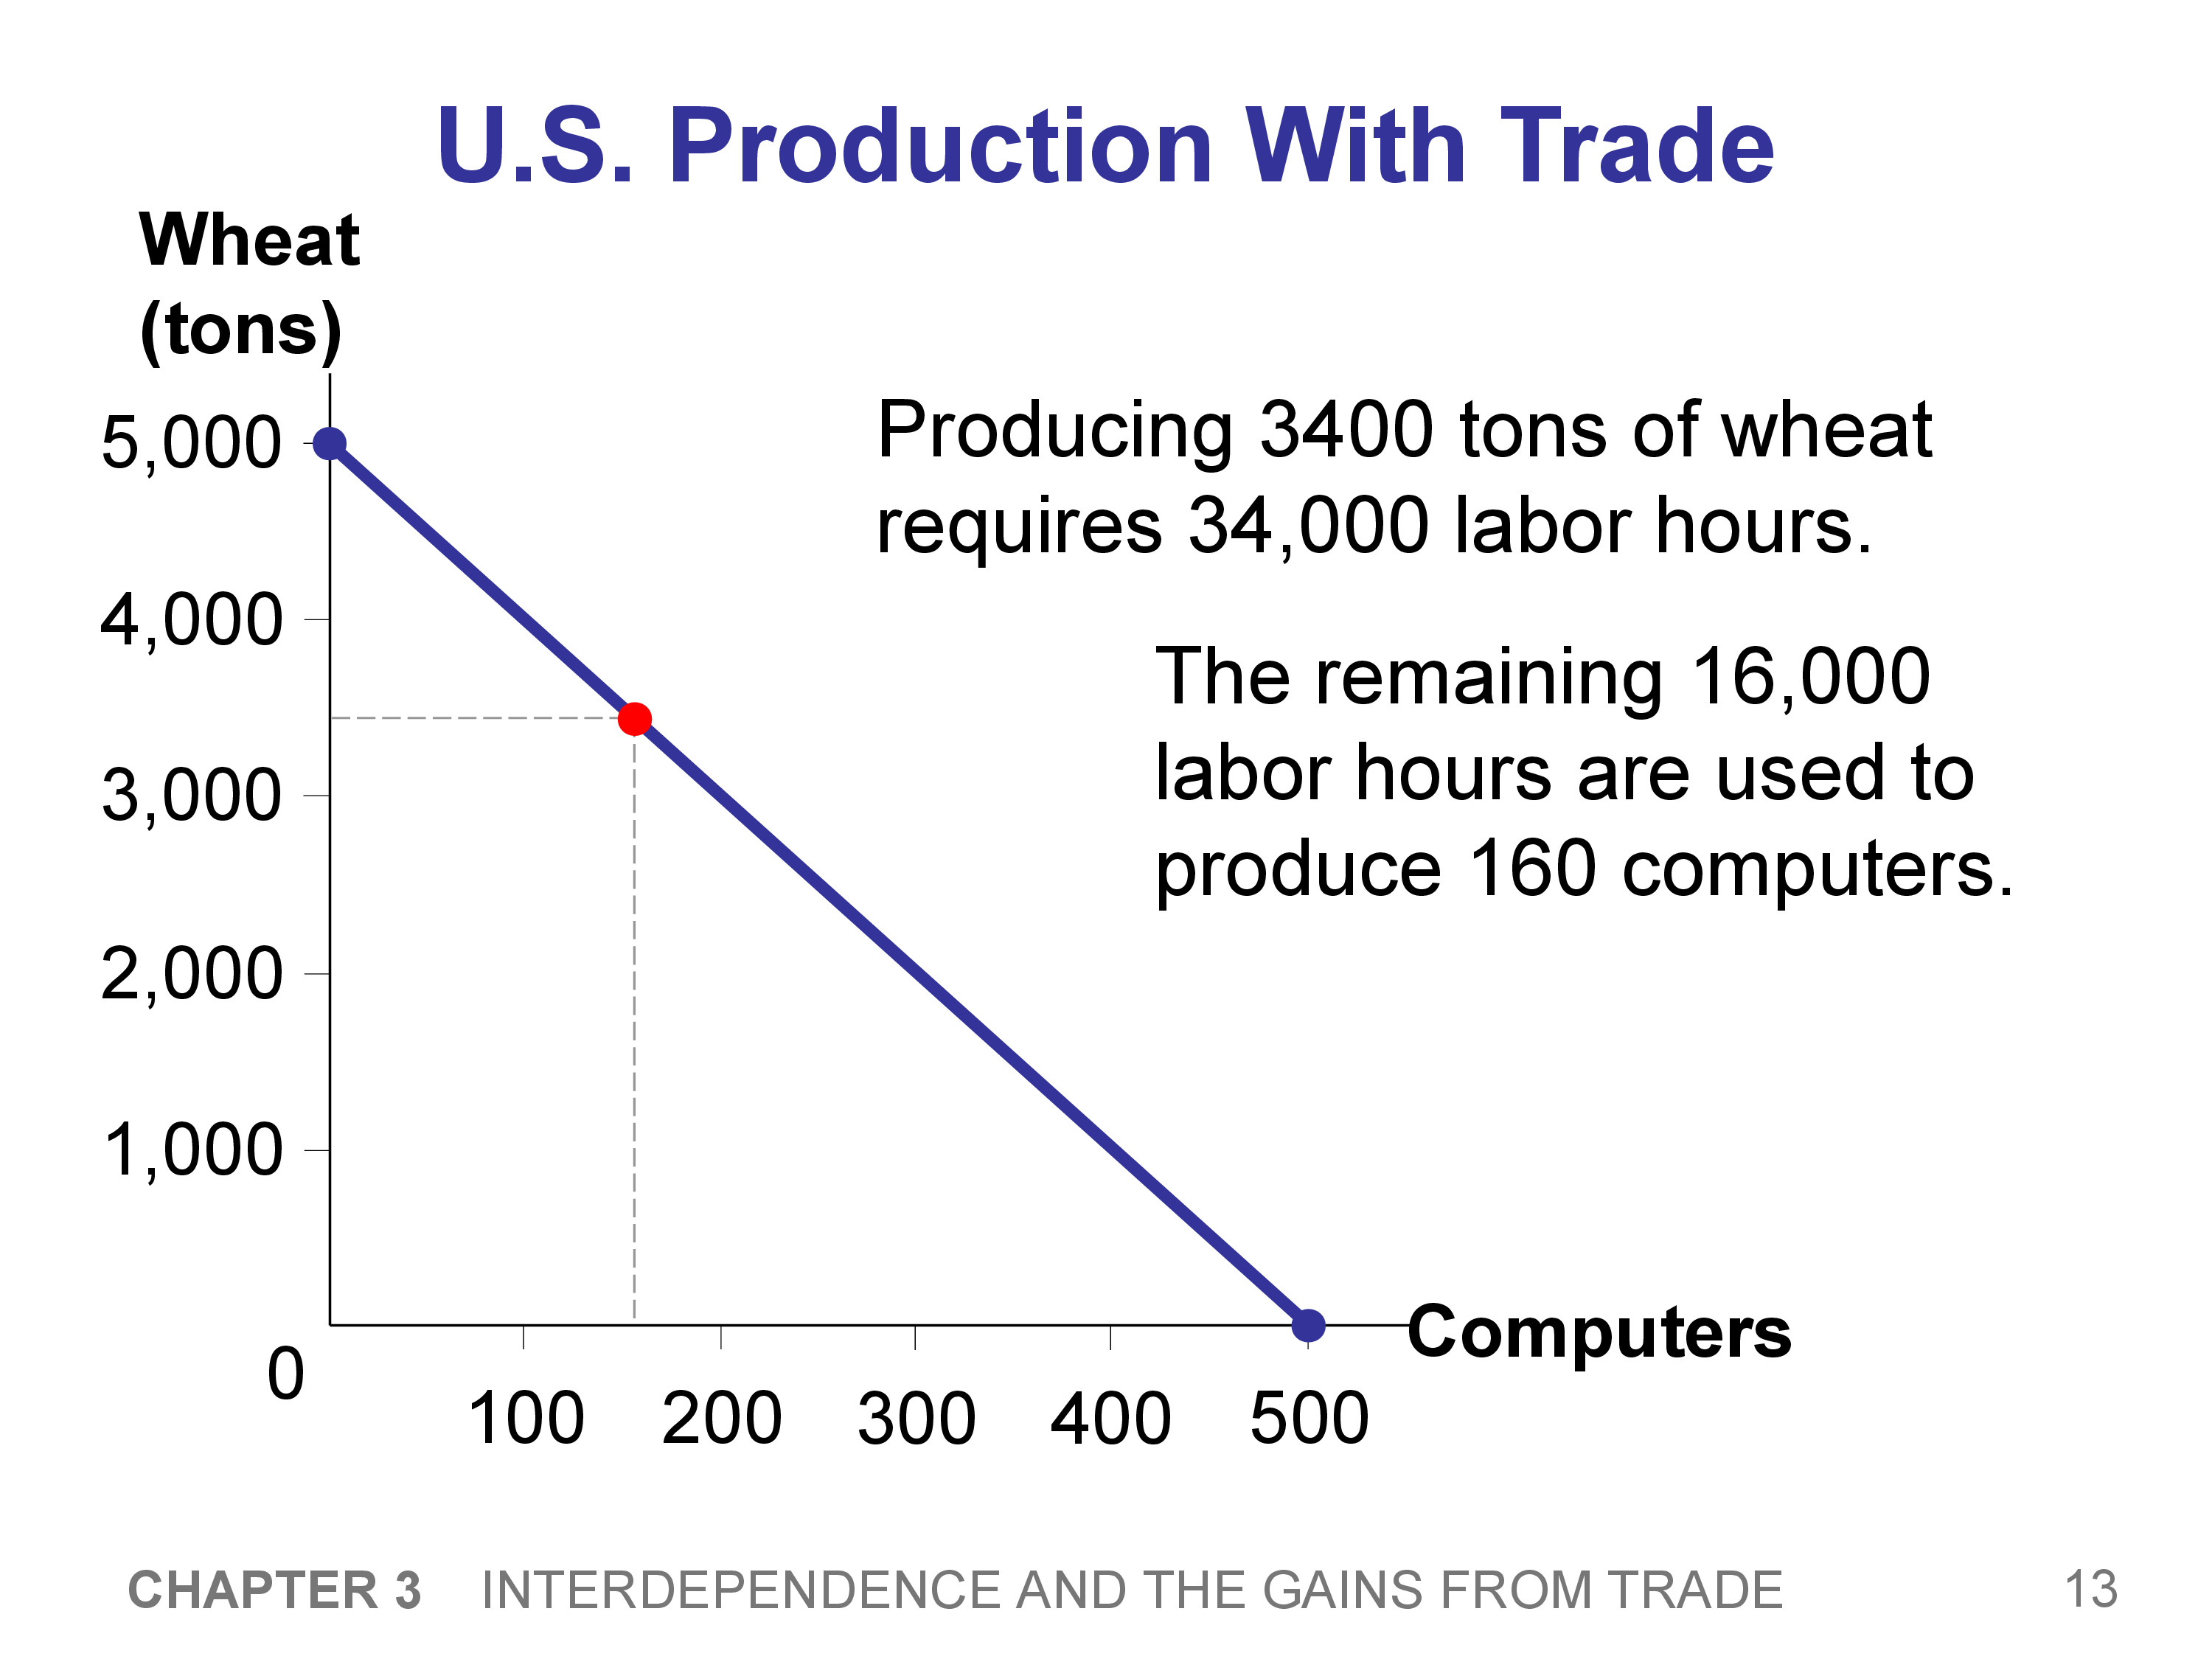 U.S. Production With Trade
Wheat
(tons)
5,000
4,000
3,000
2,000
1,000
0
Producing 3400 tons of wheat
requires 34,000 labor hours.
The remaining 16,000
labor hours are used to
produce 160 computers.
Computers
100 200 300 400 500
CHAPTER 3 INTERDEPENDENCE AND THE GAINS FROM TRADE 13